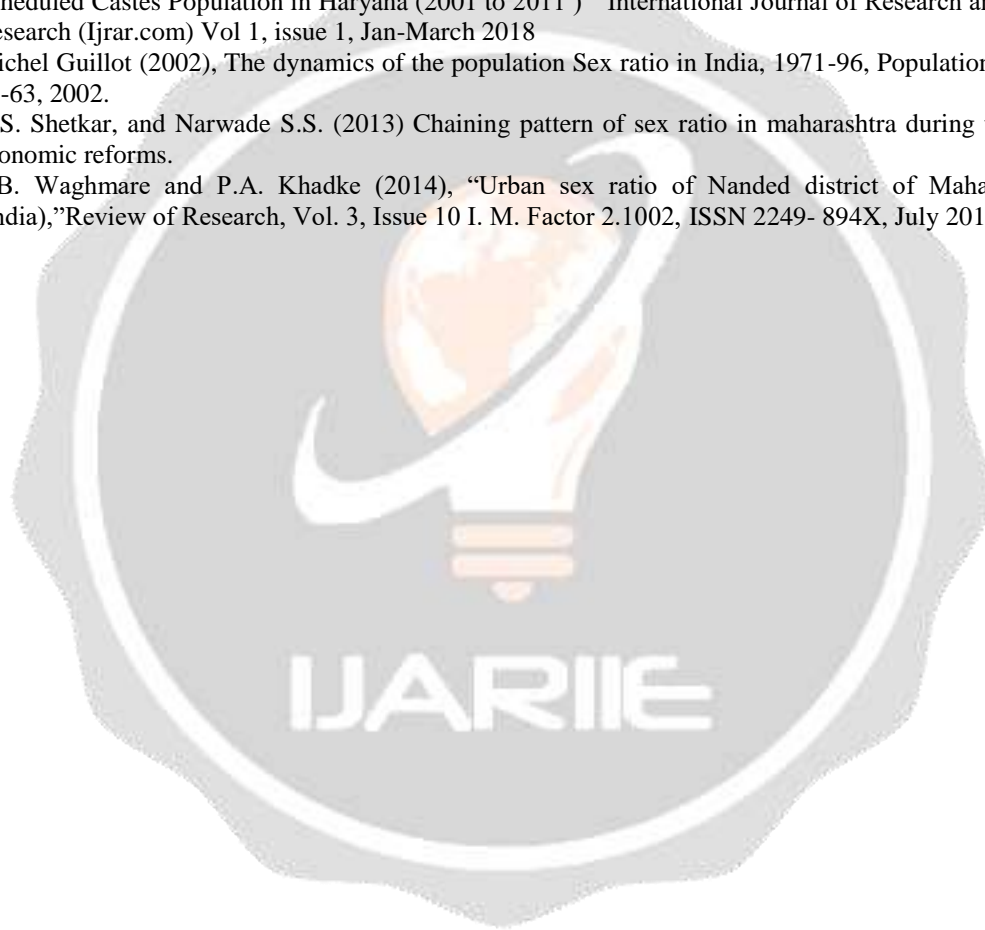 heduled Castes Population in Haryana (2001 to 2011 ) " International Journal of Research a
esearch (Ijrar.com) Vol 1, issue 1, Jan-March 2018
ichel Guillot (2002), The dynamics of the population Sex ratio in India, 1971-96, Population
-63, 2002.
S. Shetkar, and Narwade S.S. (2013) Chaining pattern of sex ratio in maharashtra during
onomic reforms.
B. Waghmare and P.A. Khadke (2014), “Urban sex ratio of Nanded district of Maha
ndia),”Review of Research, Vol. 3, Issue 10 I. M. Factor 2.1002, ISSN 2249- 894X, July 201
IJARIIE